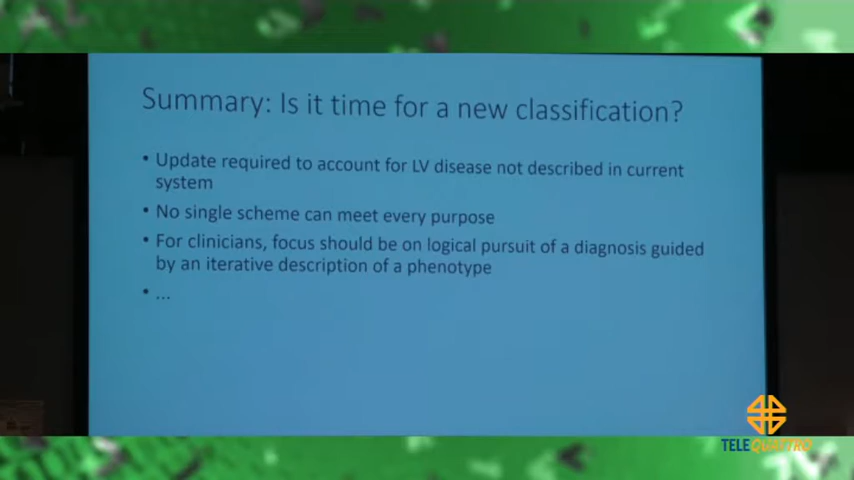 Summary: Is it time for a new classification?
• Update required to account for LV disease not described in current
system
• No single scheme can meet every purpose
• For clinicians, focus should be on logical pursuit of a diagnosis guided
by an iterative description of a phenotype
• ...
TELEQUATTRO